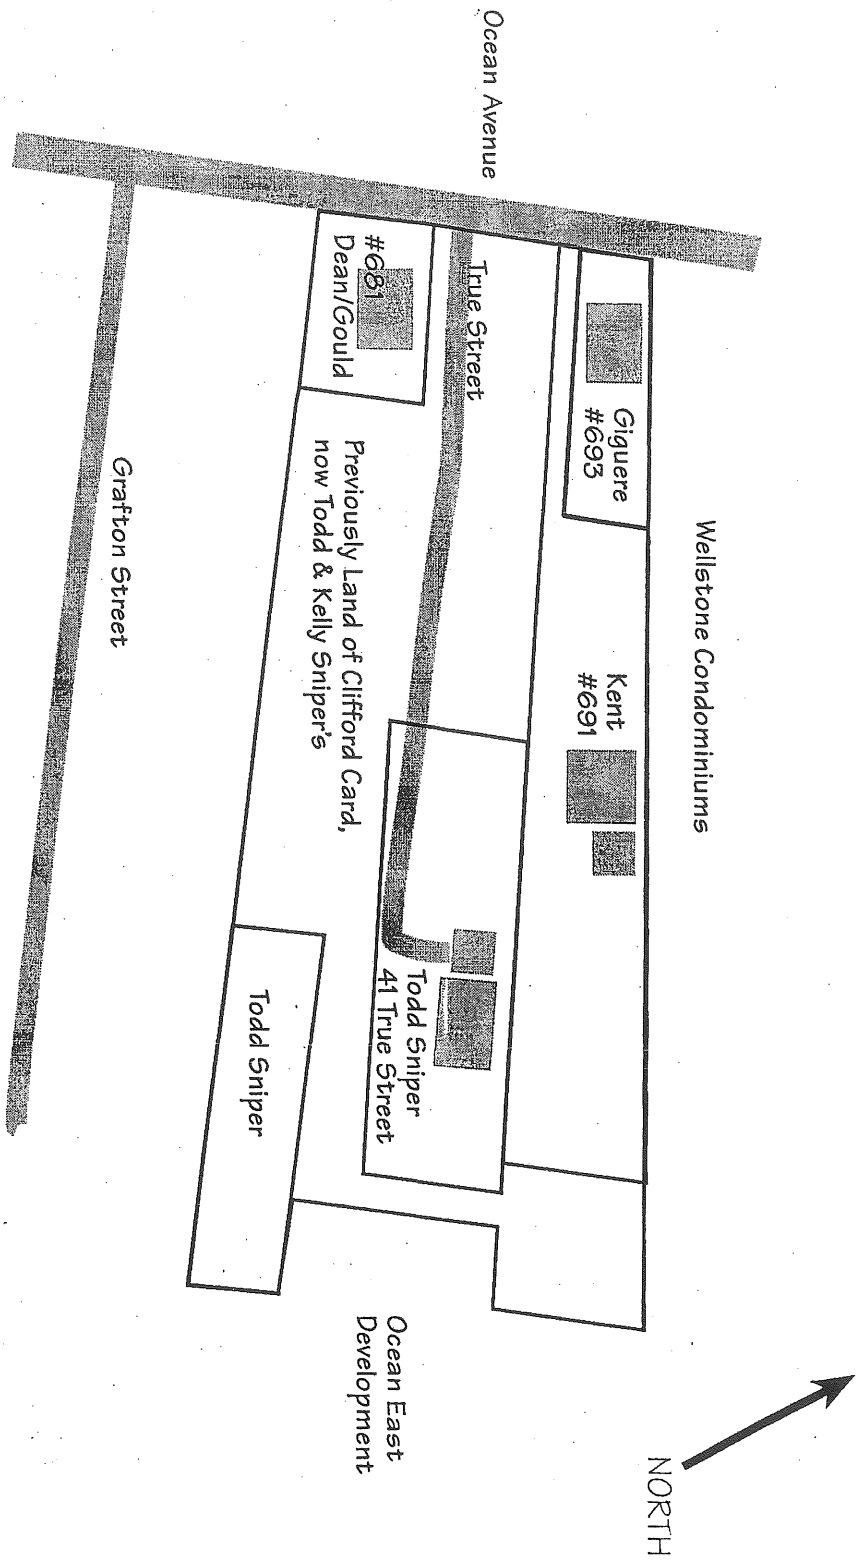 Ocean Avenue
True Street
#681
Dean/Gould
Giguere
#693
Wellstone Condominiums
Kent
#691
Previously Land of Clifford Card,
now Todd & Kelly Sniper's
Grafton Street
Todd Sniper
41 True Street
Todd Sniper
Ocean East
Development
NORTH